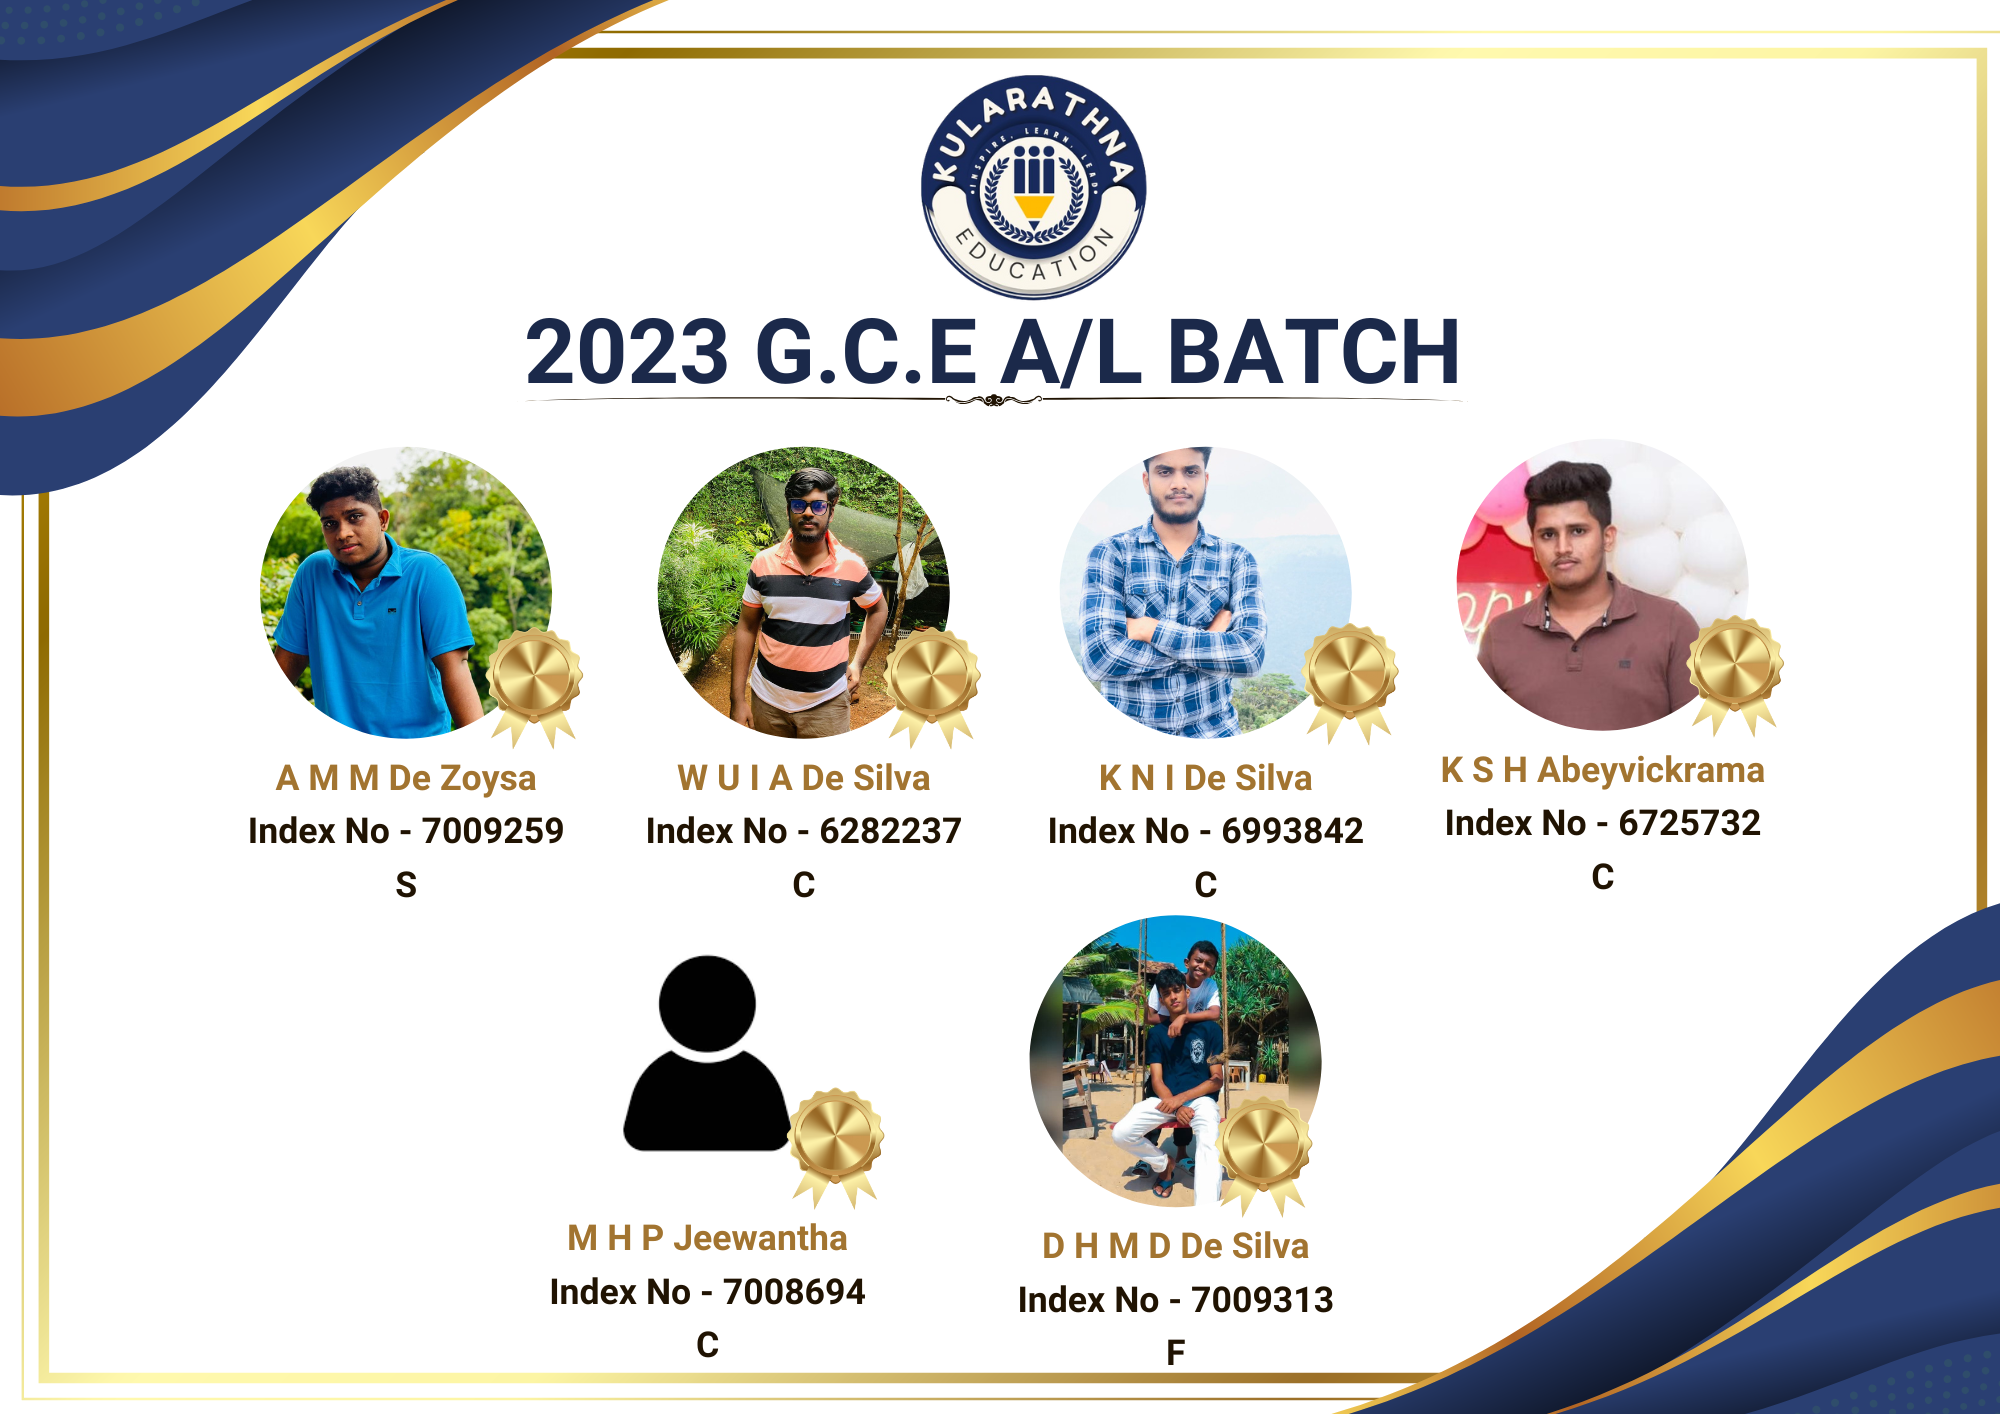 KULARATHNA
INSPIRE. LEARN. LEAD
EDUCATION
2023 G.C.E A/L BATCH
A M M De Zoysa
Index No - 7009259
S
W U I A De Silva
Index No - 6282237
C
K N I De Silva
Index No - 6993842
C
K S H Abeyvickrama
Index No - 6725732
C
M H P Jeewantha
Index No - 7008694
C
D H M D De Silva
Index No - 7009313
F